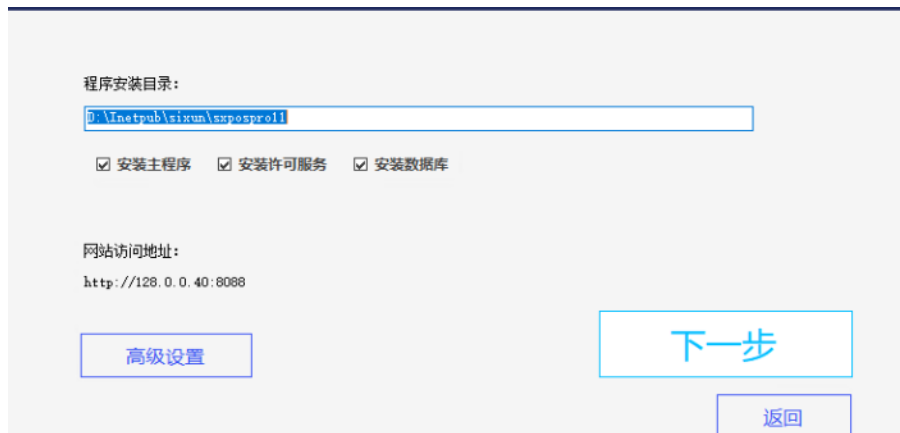 程序安装目录：
D:\Inetpub\sixun\sxpospro11
安装主程序 安装许可服务 安装数据库
网站访问地址：
http://128.0.0.40:8088
高级设置
下一步
返回